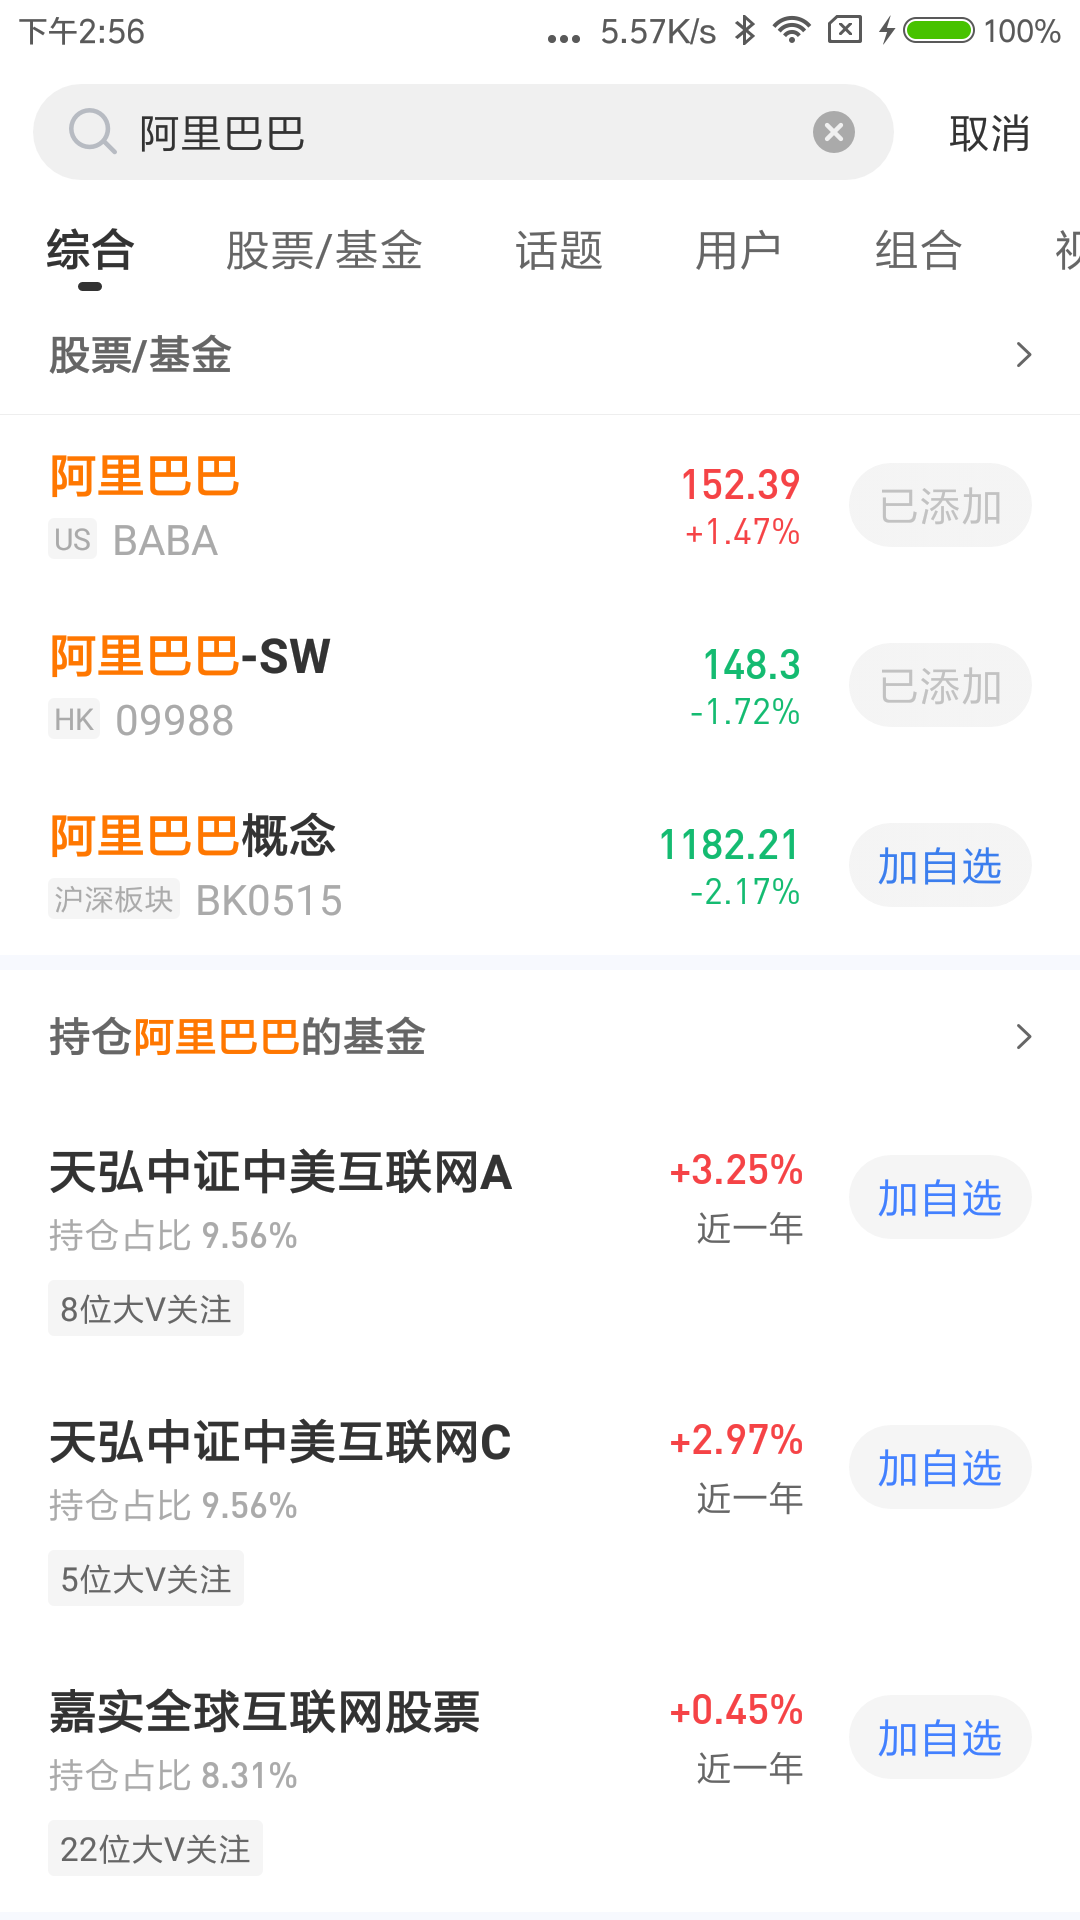 下午2:56 ... 5.57K/s 100%
阿里巴巴 取消
综合 股票/基金 话题 用户 组合
股票/基金
阿里巴巴 152.39 已添加
US BABA +1.47%
阿里巴巴-SW 148.3 已添加
HK 09988 -1.72%
阿里巴巴概念 1182.21 加自选
沪深板块 BK0515 -2.17%
持仓阿里巴巴的基金
天弘中证中美互联网A +3.25% 加自选
持仓占比 9.56% 近一年
8位大V关注
天弘中证中美互联网C +2.97% 加自选
持仓占比 9.56% 近一年
5位大V关注
嘉实全球互联网股票 +0.45% 加自选
持仓占比 8.31% 近一年
22位大V关注